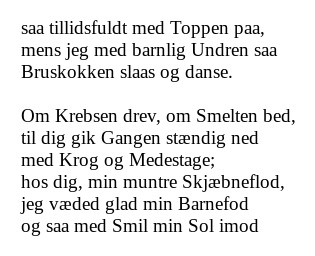 saa tillidsfuldt med Toppen paa,
mens jeg med barnlig Undren saa
Bruskokken slaas og danse.

Om Krebsen drev, om Smelten bed,
til dig gik Gangen stændig ned
med Krog og Medestage;
hos dig, min muntre Skjæbneflod,
jeg væded glad min Barnefod
og saa med Smil min Sol imod